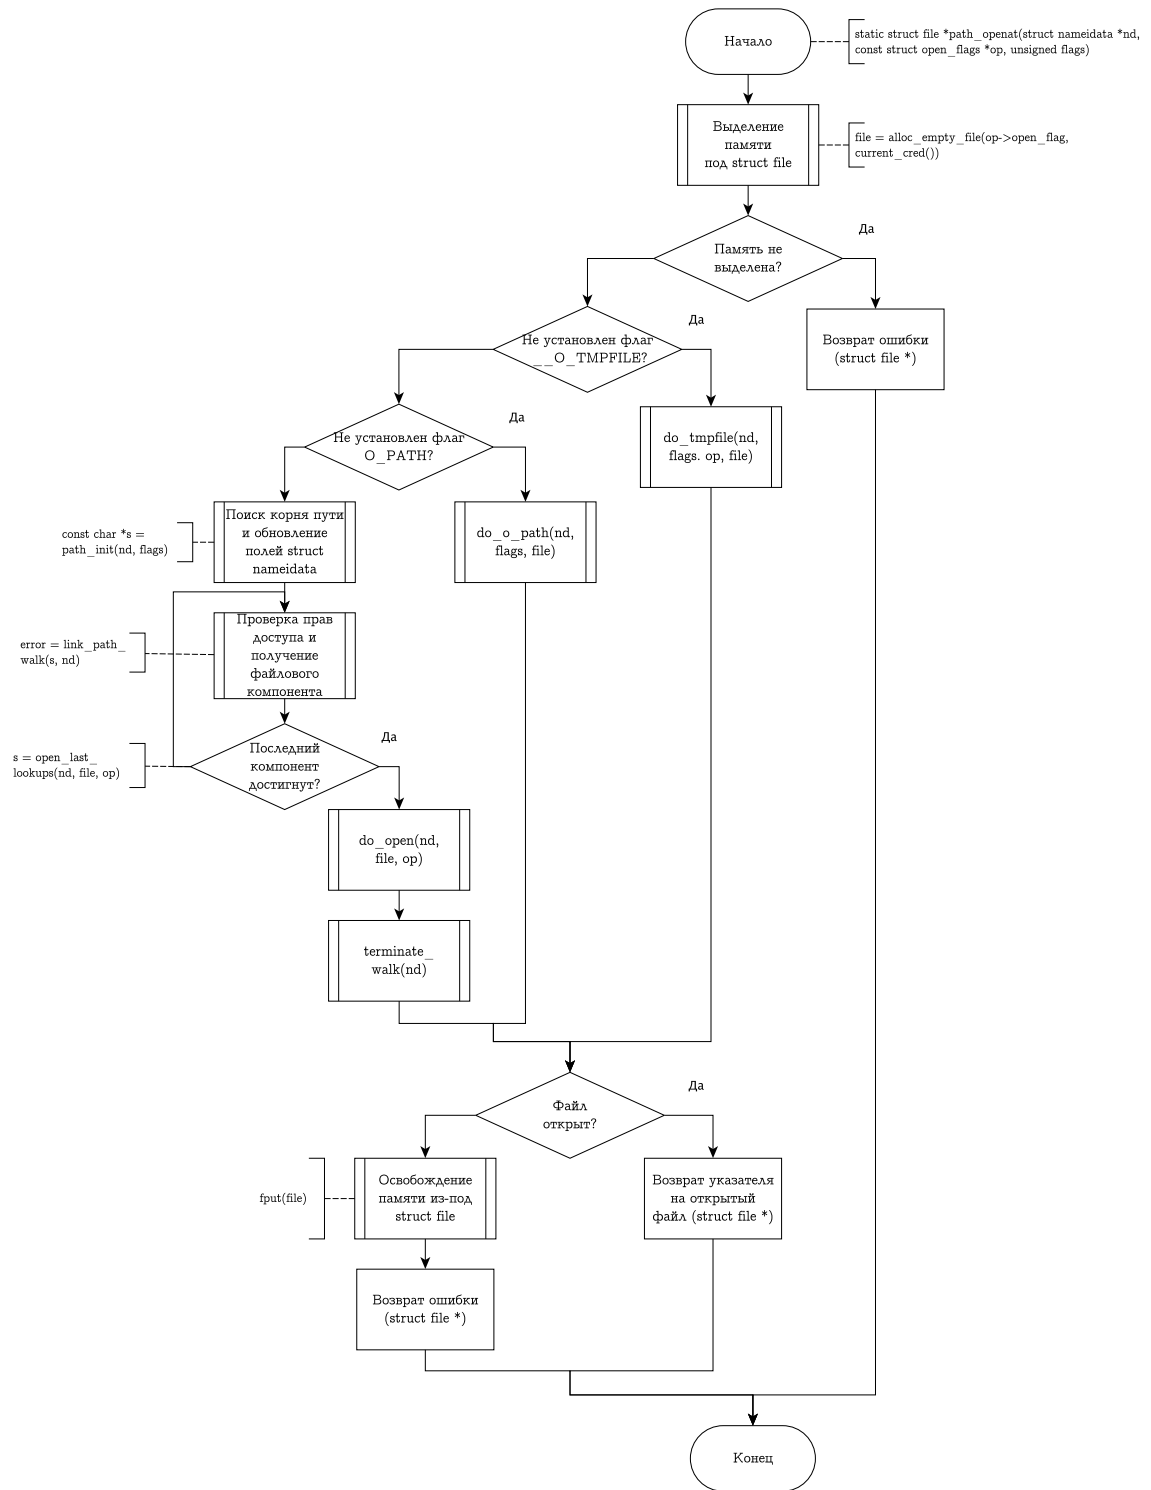 Начало
static struct file *path_openat(struct nameidata *nd,
const struct open_flags *op, unsigned flags)
Выделение
памяти
под struct file
file = alloc_empty_file(op->open_flag,
current_cred())
Память не
выделена?
Да
Возврат ошибки
(struct file *)
Не установлен флаг
__O_TMPFILE?
Да
do_tmpfile(nd,
flags. op, file)
Не установлен флаг
O_PATH?
Да
do_o_path(nd,
flags, file)
Поиск корня пути
и обновление
полей struct
nameidata
const char *s =
path_init(nd, flags)
Проверка прав
доступа и
получение
файлового
компонента
error = link_path_
walk(s, nd)
Последний
компонент
достигнут?
Да
s = open_last_
lookups(nd, file, op)
do_open(nd,
file, op)
terminate_
walk(nd)
Файл
открыт?
Да
Освобождение
памяти из-под
struct file
fput(file)
Возврат указателя
на открытый
файл (struct file *)
Возврат ошибки
(struct file *)
Конец